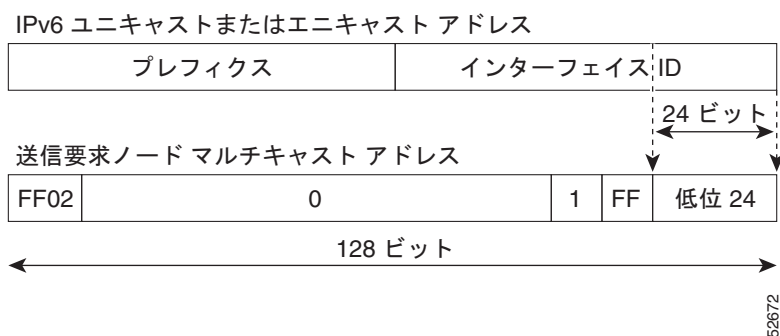 IPv6 ユニキャストまたはエニキャスト アドレス
プレフィクス
インターフェイス ID
24 ビット
送信要求ノード マルチキャスト アドレス
FF02
0
1
FF
低位 24
128 ビット
52672